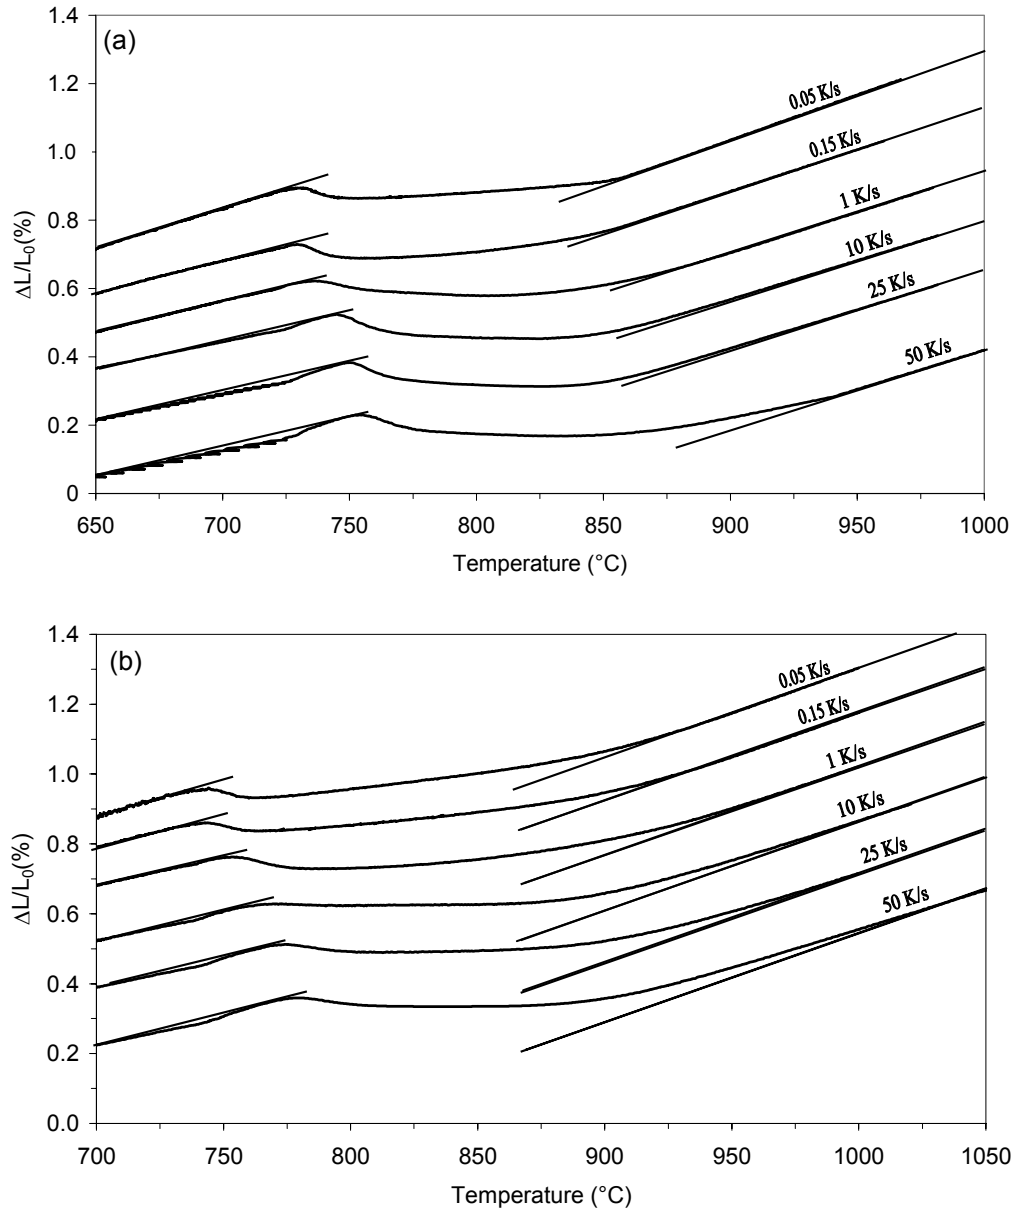 1.4
(a)
1.2
0.05 K/s
0.15 K/s
1.0
1 K/s
0.8
10 K/s
25 K/s
0.6
50 K/s
0.4
0.2
0
ΔL/L₀(%)
650 700 750 800 850 900 950 1000
Temperature (°C)
1.4
(b)
0.05 K/s
1.2
0.15 K/s
1 K/s
1.0
10 K/s
25 K/s
0.8
50 K/s
0.6
0.4
0.2
0.0
ΔL/L₀(%)
700 750 800 850 900 950 1000 1050
Temperature (°C)